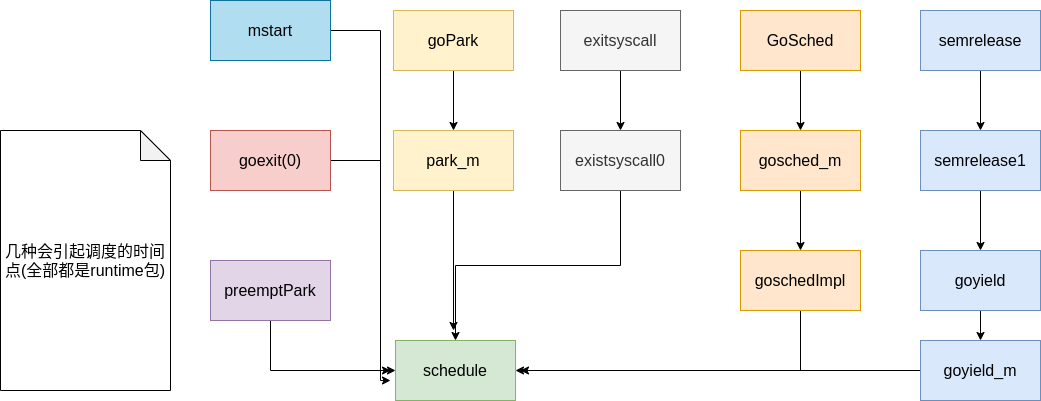 mstart
goPark
exitsyscall
GoSched
semrelease
goexit(0)
park_m
existsyscall0
gosched_m
semrelease1
几种会引起调度的时间
点(全部都是runtime包)
preemptPark
goschedImpl
goyield
schedule
goyield_m